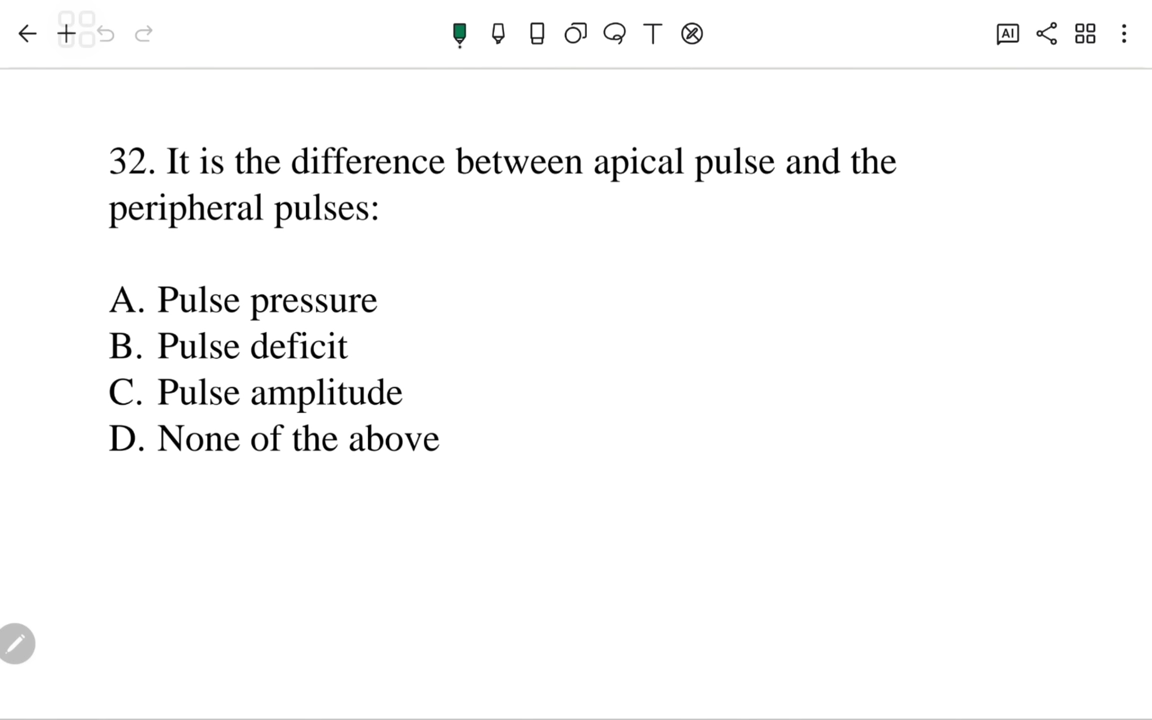 AI
32. It is the difference between apical pulse and the
peripheral pulses:
A. Pulse pressure
B. Pulse deficit
C. Pulse amplitude
D. None of the above